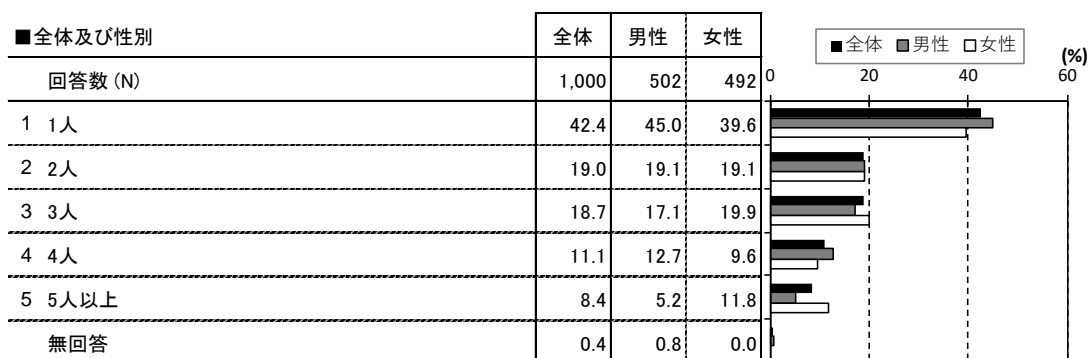 ■全体及び性別 全体 男性 女性
■全体 ■男性 □女性
(%)
回答数 (N) 1,000 502 492
0 20 40 60
1 1人 42.4 45.0 39.6
2 2人 19.0 19.1 19.1
3 3人 18.7 17.1 19.9
4 4人 11.1 12.7 9.6
5 5人以上 8.4 5.2 11.8
無回答 0.4 0.8 0.0